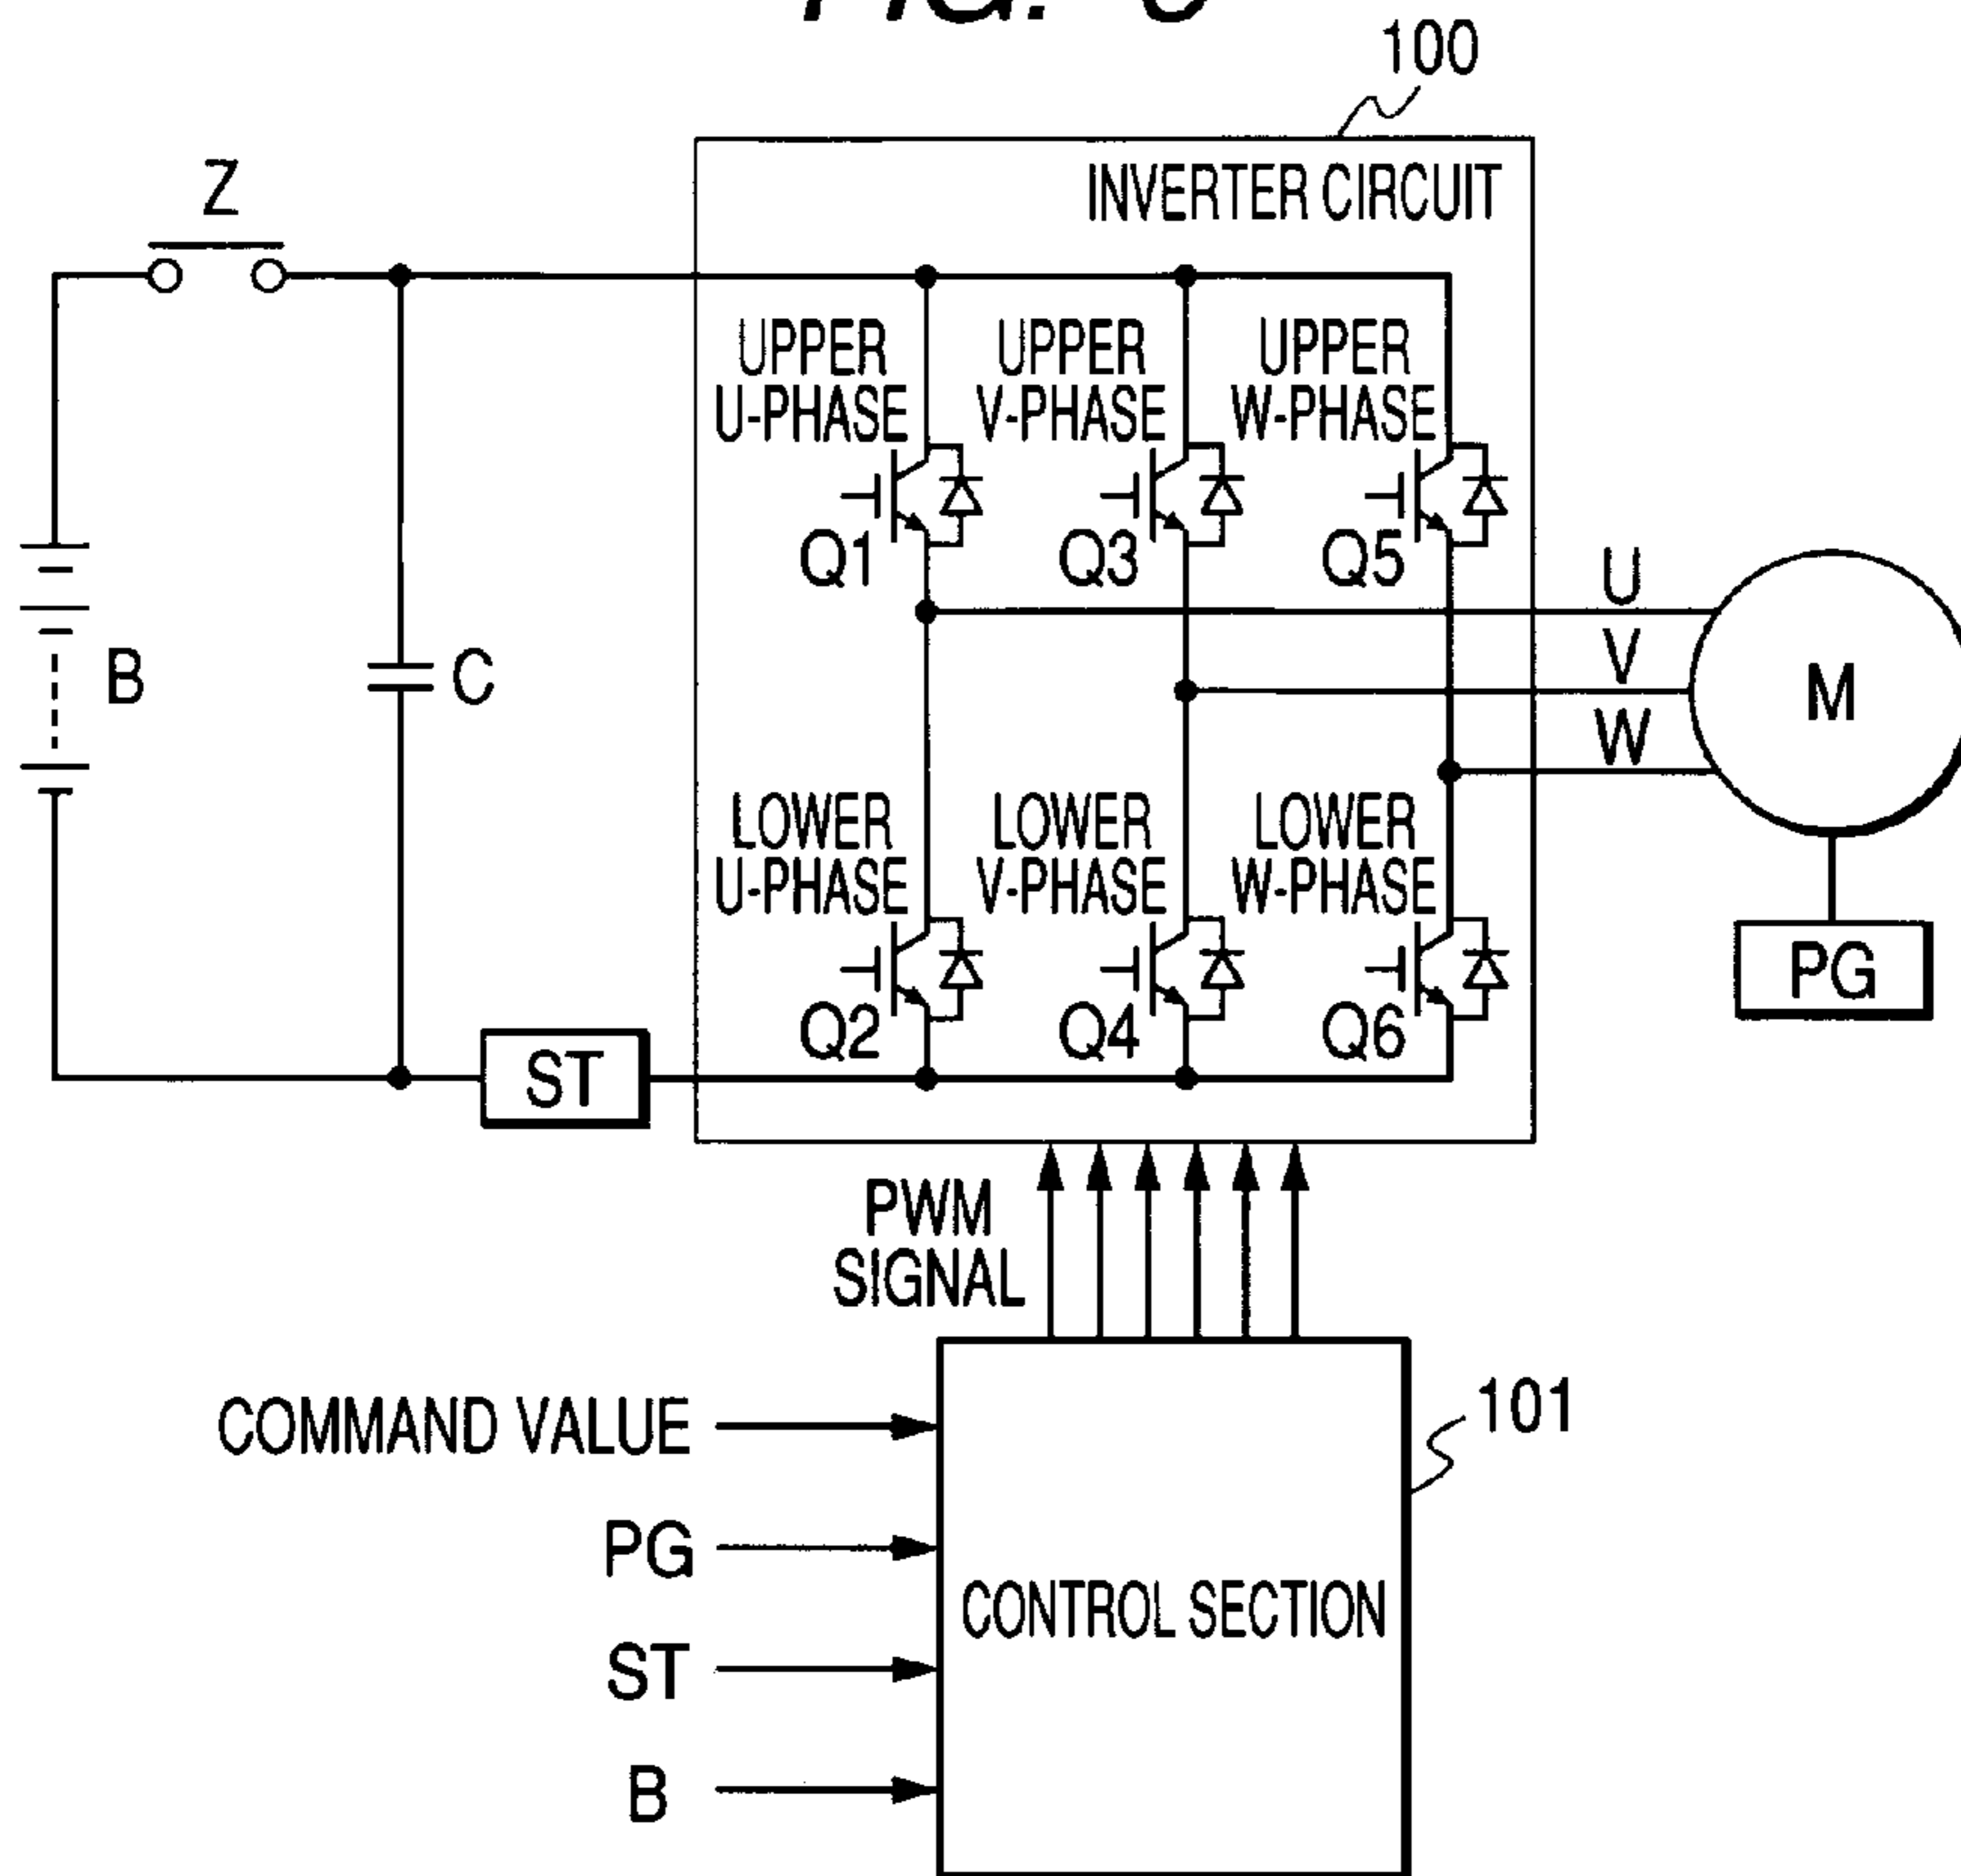 100
INVERTER CIRCUIT
Z
UPPER
U-PHASE
UPPER
V-PHASE
UPPER
W-PHASE
Q1
Q3
Q5
U
V
W
M
B
C
LOWER
U-PHASE
LOWER
V-PHASE
LOWER
W-PHASE
Q2
Q4
Q6
PG
ST
PWM
SIGNAL
COMMAND VALUE
PG
ST
B
CONTROL SECTION
101